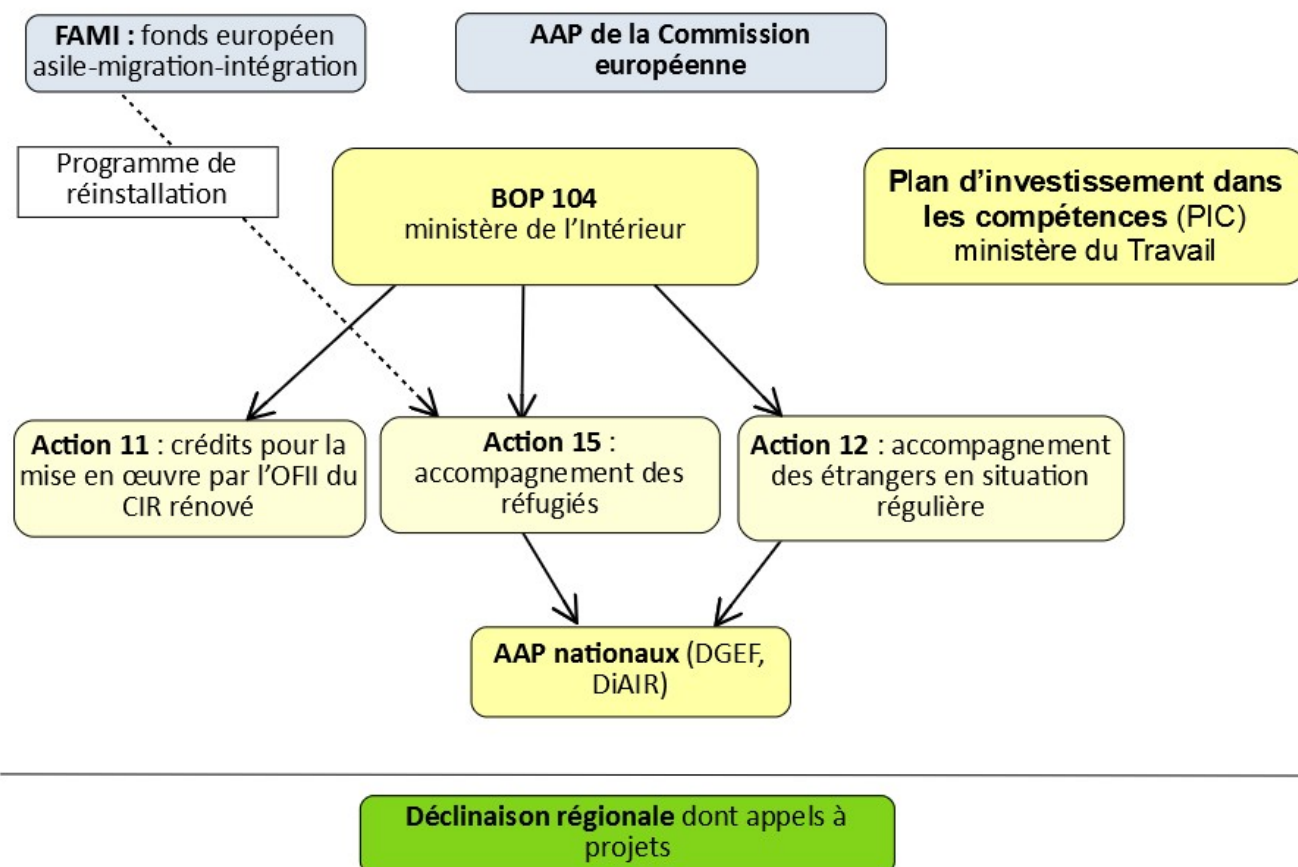 FAMI : fonds européen
asile-migration-intégration
AAP de la Commission
européenne
Programme de
réinstallation
BOP 104
ministère de l'Intérieur
Plan d'investissement dans
les compétences (PIC)
ministère du Travail
Action 11 : crédits pour la
mise en œuvre par l'OFII du
CIR rénové
Action 15 :
accompagnement des
réfugiés
Action 12 : accompagnement
des étrangers en situation
régulière
AAP nationaux (DGEF,
DiAIR)
Déclinaison régionale dont appels à
projets